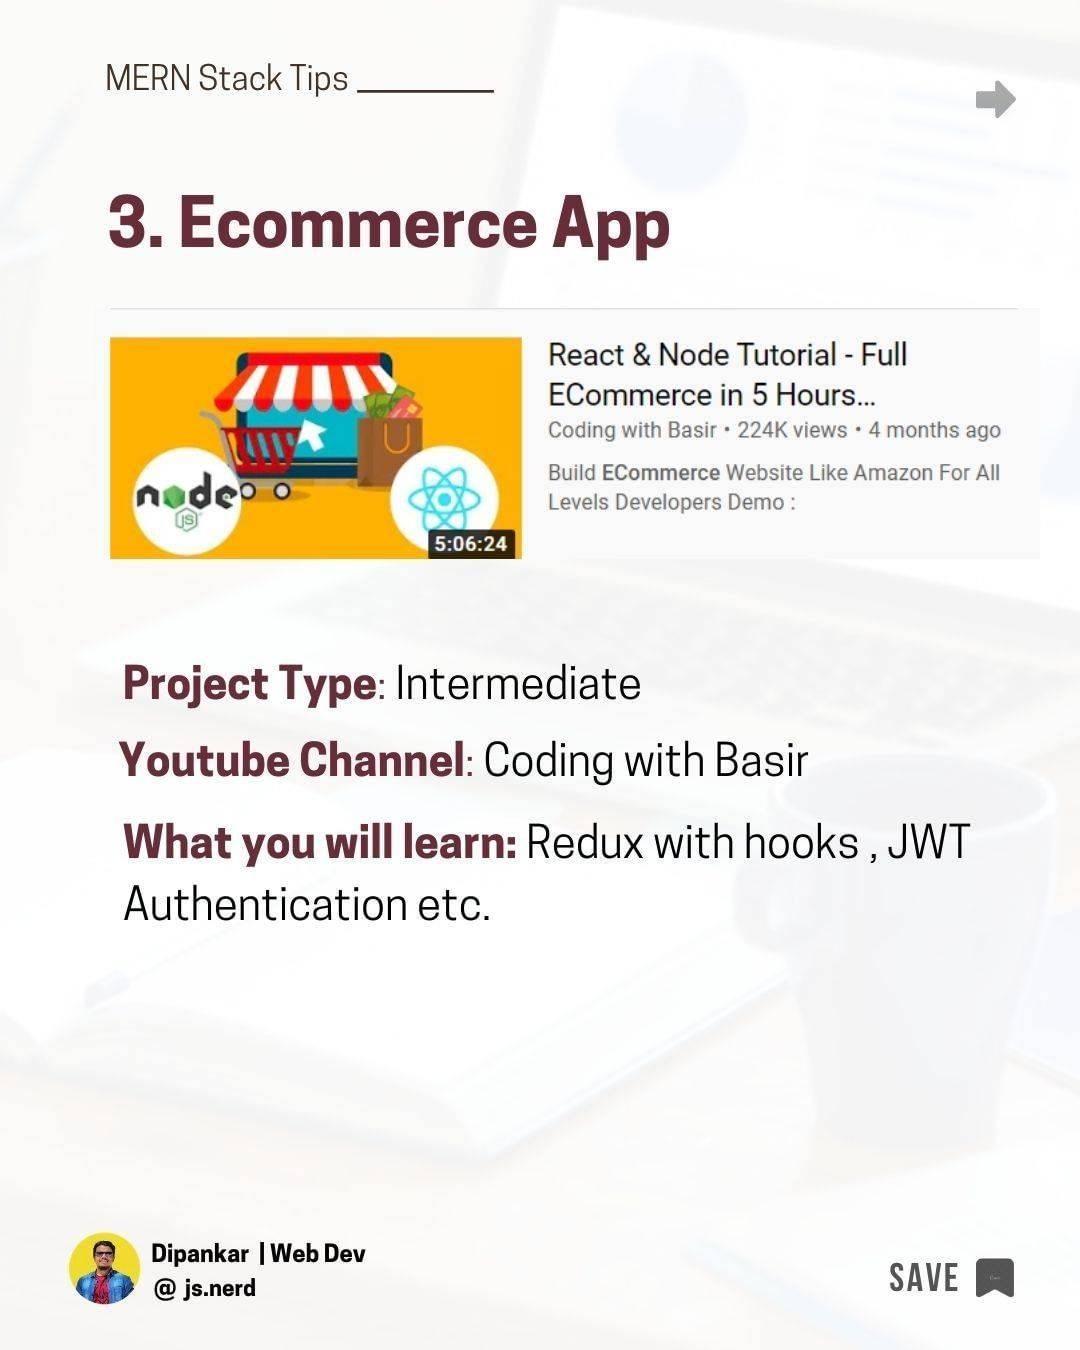 MERN Stack Tips
3. Ecommerce App
React & Node Tutorial - Full
ECommerce in 5 Hours...
Coding with Basir • 224K views • 4 months ago
Build ECommerce Website Like Amazon For All
Levels Developers Demo :
node
JS
5:06:24
Project Type: Intermediate
Youtube Channel: Coding with Basir
What you will learn: Redux with hooks , JWT
Authentication etc.
Dipankar | Web Dev
@ js.nerd
SAVE